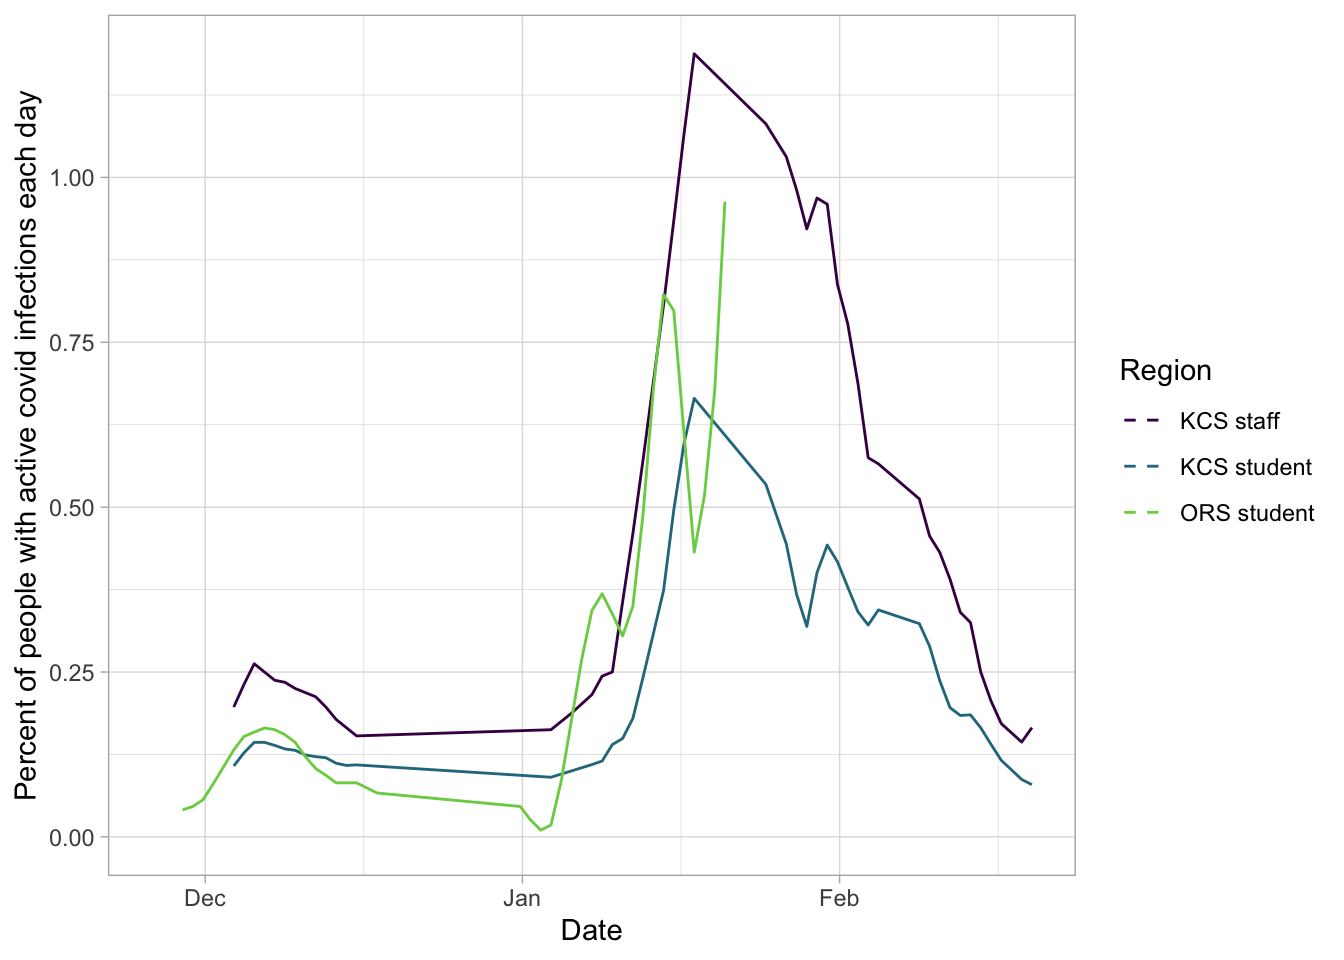 Percent of people with active covid infections each day
1.00
0.75
0.50
0.25
0.00
Dec
Jan
Feb
Date
Region
KCS staff
KCS student
ORS student